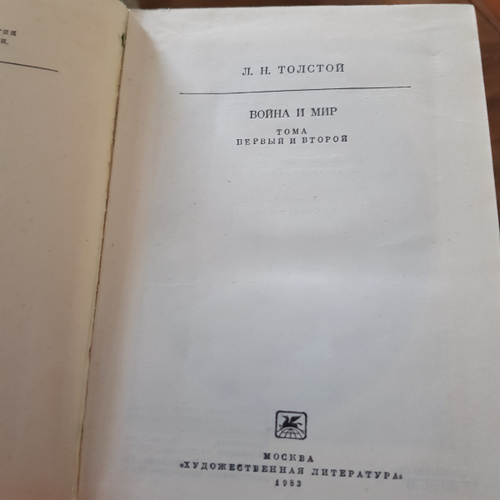 Л. Н. ТОЛСТОЙ
ВОЙНА И МИР
ТОМА
ПЕРВЫЙ И ВТОРОЙ
МОСКВА
«ХУДОЖЕСТВЕННАЯ ЛИТЕРАТУРА»
1983